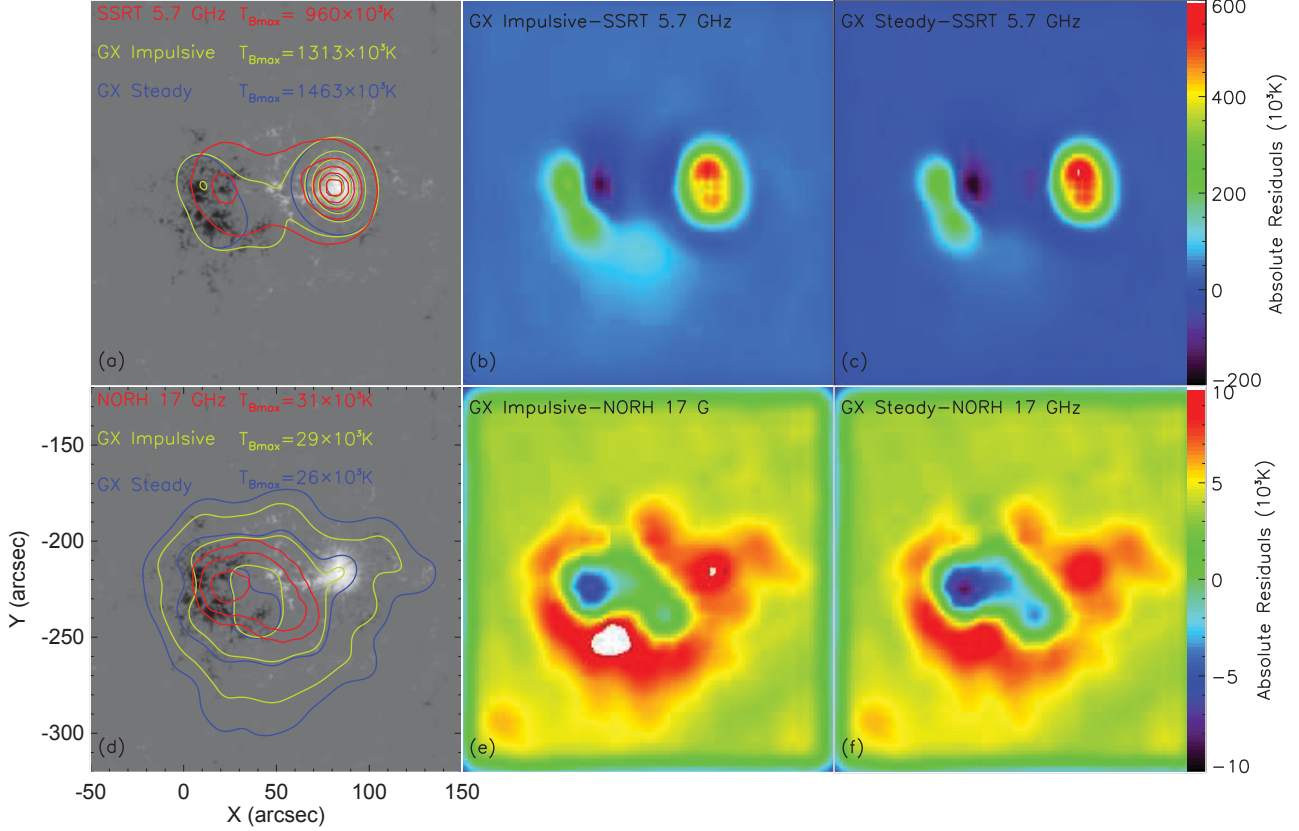 SSRT 5.7 GHz T_Bmax=960×10³K
GX Impulsive T_Bmax=1313×10³K
GX Steady T_Bmax=1463×10³K
(a)
GX Impulsive–SSRT 5.7 GHz
(b)
GX Steady–SSRT 5.7 GHz
(c)
600
400
200
0
−200
Absolute Residuals (10³K)
NORH 17 GHz T_Bmax=31×10³K
GX Impulsive T_Bmax=29×10³K
GX Steady T_Bmax=26×10³K
(d)
GX Impulsive–NORH 17 G
(e)
GX Steady–NORH 17 GHz
(f)
10
5
0
−5
−10
Absolute Residuals (10³K)
-150
-200
-250
-300
Y (arcsec)
-50 0 50 100 150
X (arcsec)